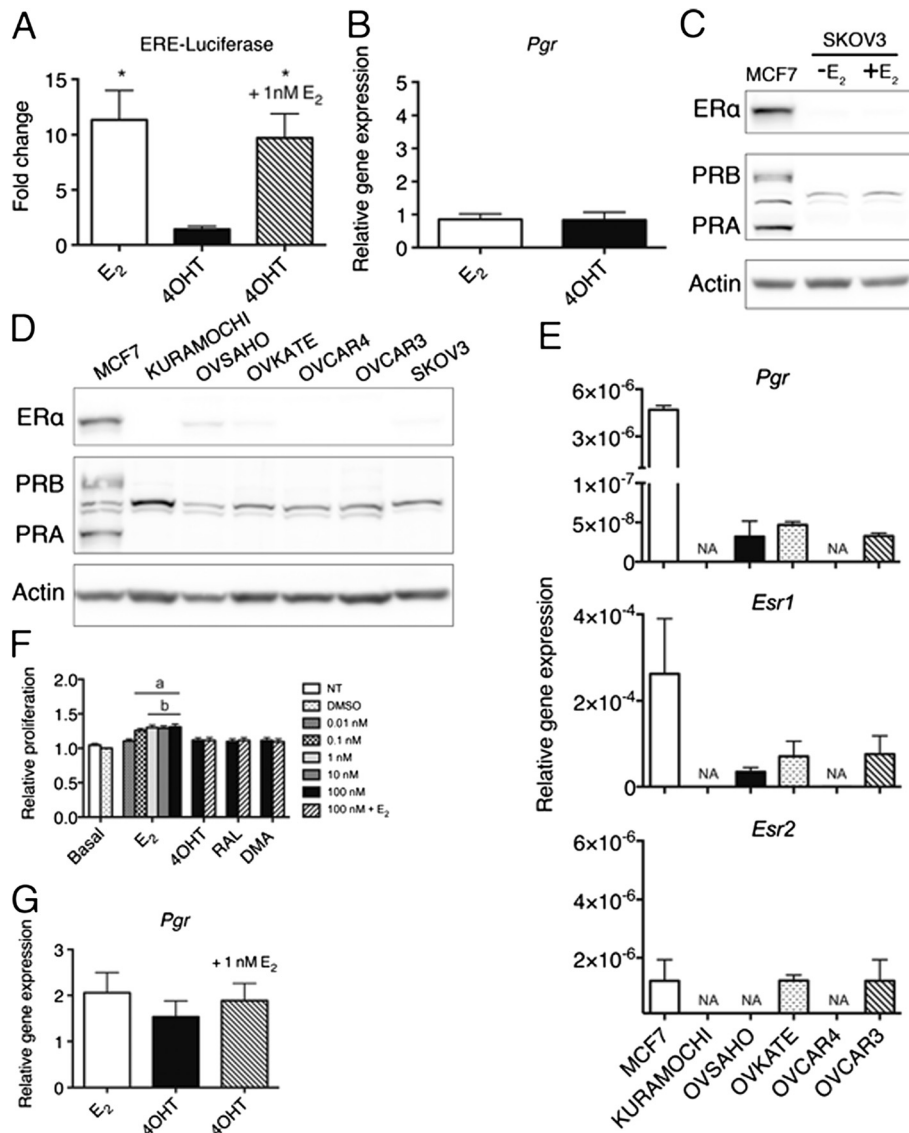 A
ERE-Luciferase
Fold change
15
10
5
0
*
*
+ 1nM E₂
E₂
4OHT
4OHT
B
Pgr
Relative gene expression
5
4
3
2
1
0
E₂
4OHT
C
SKOV3
MCF7
-E₂
+E₂
ERα
PRB
PRA
Actin
D
MCF7
KURAMOCHI
OVSAHO
OVKATE
OVCAR4
OVCAR3
SKOV3
ERα
PRB
PRA
Actin
E
Relative gene expression
Pgr
6×10⁻⁶
3×10⁻⁶
1×10⁻⁷
5×10⁻⁸
0
NA
NA
Esr1
4×10⁻⁴
2×10⁻⁴
0
NA
NA
Esr2
6×10⁻⁶
4×10⁻⁶
2×10⁻⁶
NA
NA
NA
MCF7
KURAMOCHI
OVSAHO
OVKATE
OVCAR4
OVCAR3
F
Relative proliferation
2.0
1.5
1.0
0.5
0.0
a
b
Basal
E₂
4OHT
RAL
DMA
NT
DMSO
0.01 nM
0.1 nM
1 nM
10 nM
100 nM
100 nM + E₂
G
Pgr
Relative gene expression
3
2
1
0
+ 1 nM E₂
E₂
4OHT
4OHT